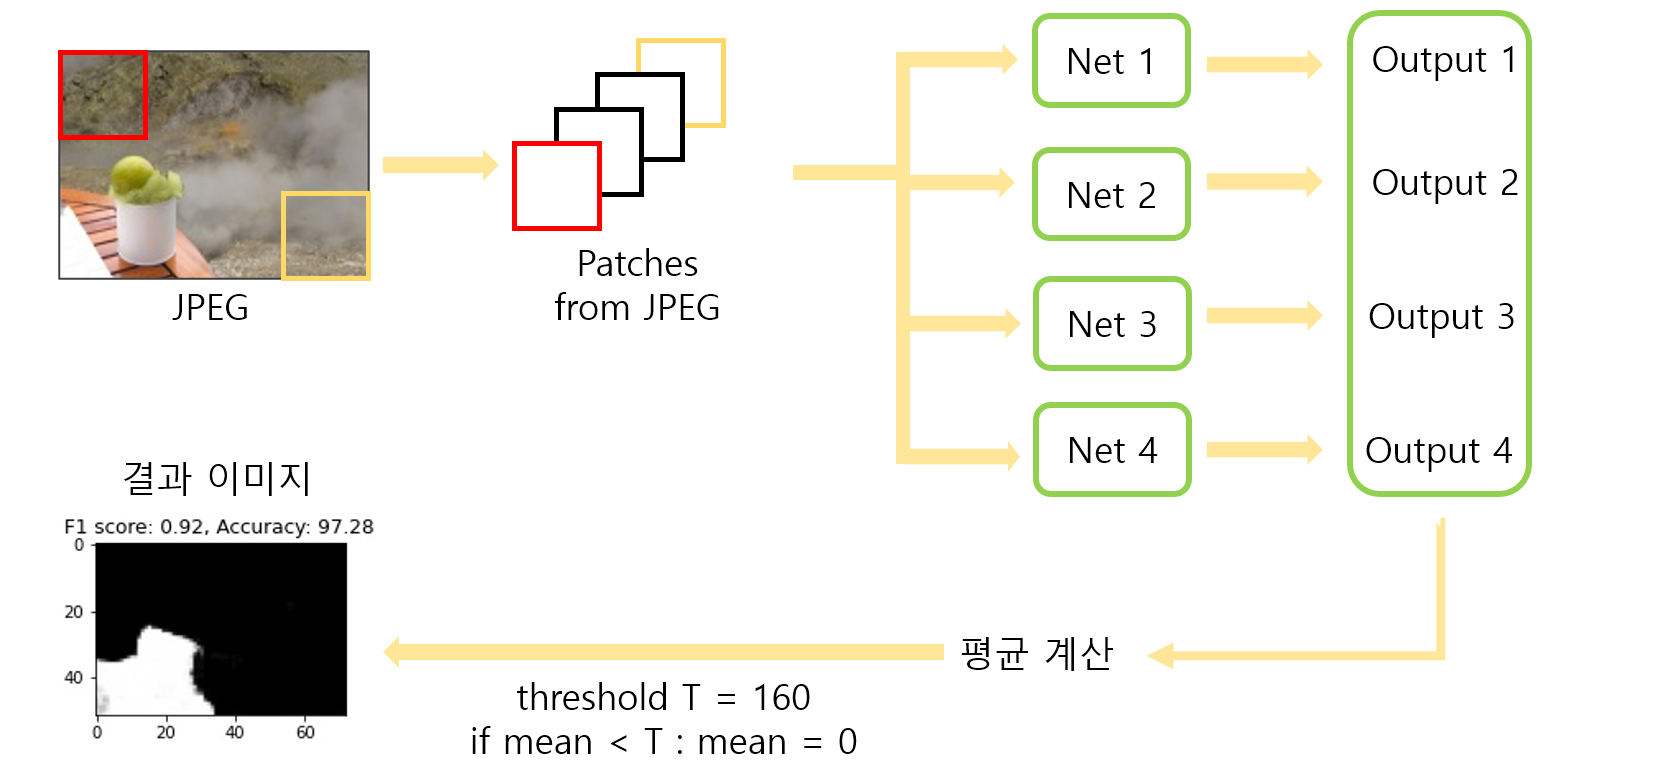 JPEG
Patches
from JPEG
Net 1
Net 2
Net 3
Net 4
Output 1
Output 2
Output 3
Output 4
평균 계산
threshold T = 160
if mean < T : mean = 0
결과 이미지
F1 score: 0.92, Accuracy: 97.28
0
20
40
0 20 40 60